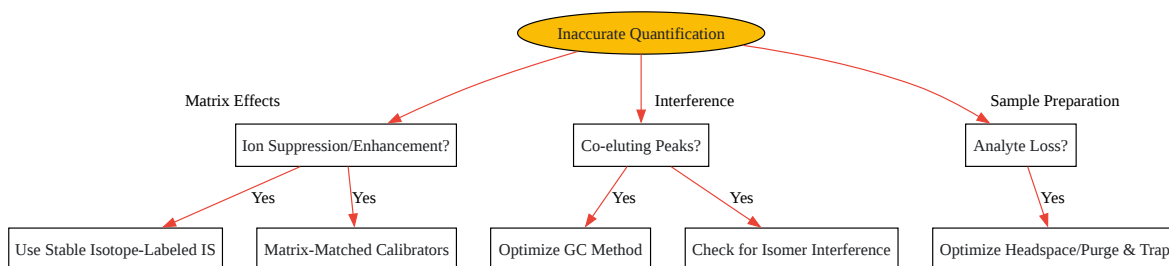 Inaccurate Quantification
Matrix Effects
Interference
Sample Preparation
Ion Suppression/Enhancement?
Co-eluting Peaks?
Analyte Loss?
Yes
Yes
Yes
Yes
Yes
Use Stable Isotope-Labeled IS
Matrix-Matched Calibrators
Optimize GC Method
Check for Isomer Interference
Optimize Headspace/Purge & Trap